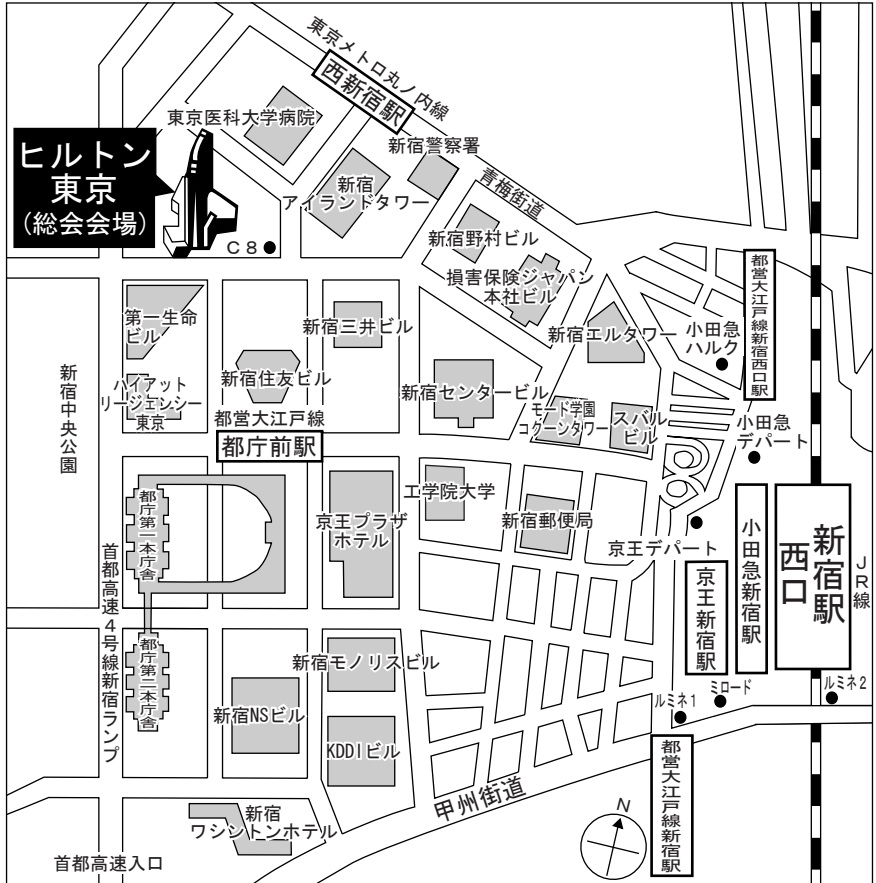 東京メトロ丸ノ内線
西新宿駅
東京医科大学病院
新宿警察署
ヒルトン
東京
(総会会場)
新宿
アイランドタワー
青梅街道
C8
新宿野村ビル
損害保険ジャパン
本社ビル
都営大江戸線新宿西口駅
第一生命
ビル
新宿三井ビル
新宿エルタワー
小田急
ハルク
新宿中央公園
ハイアット
リージェンシー
東京
新宿住友ビル
新宿センタービル
モード学園
コクーンタワー
スバル
ビル
小田急
デパート
都営大江戸線
都庁前駅
都庁第一本庁舎
京王プラザ
ホテル
工学院大学
新宿郵便局
京王デパート
小田急新宿駅
新宿駅
西口
JR線
京王新宿駅
首都高速4号線新宿ランプ
都庁第二本庁舎
新宿モノリスビル
新宿NSビル
KDDIビル
ルミネ1
ミロード
ルミネ2
都営大江戸線新宿駅
甲州街道
新宿
ワシントンホテル
N
首都高速入口